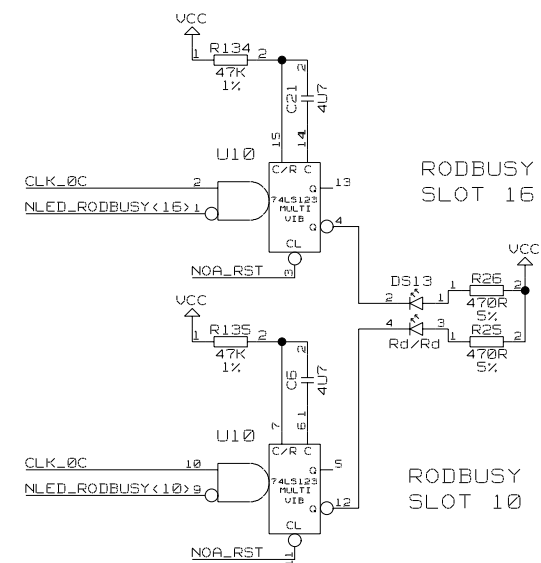 VCC
1 R134 2
47K
1%
2
C21
4U7
15
14
U10
C/R C
CLK_0C 2
NLED_RODBUSY<16> 1
Q 13
74LS123
MULTI
VIB
Q 4
CL
NOA_RST 3
RODBUSY
SLOT 16
VCC
DS13
2 1
1 R26 2
470R
5%
4 3
Rd/Rd
1 R25 2
470R
5%
VCC
1 R135 2
47K
1%
2
C6
4U7
1
7
6
U10
C/R C
CLK_0C 10
NLED_RODBUSY<10> 9
Q 5
74LS123
MULTI
VIB
Q 12
CL
NOA_RST 11
RODBUSY
SLOT 10